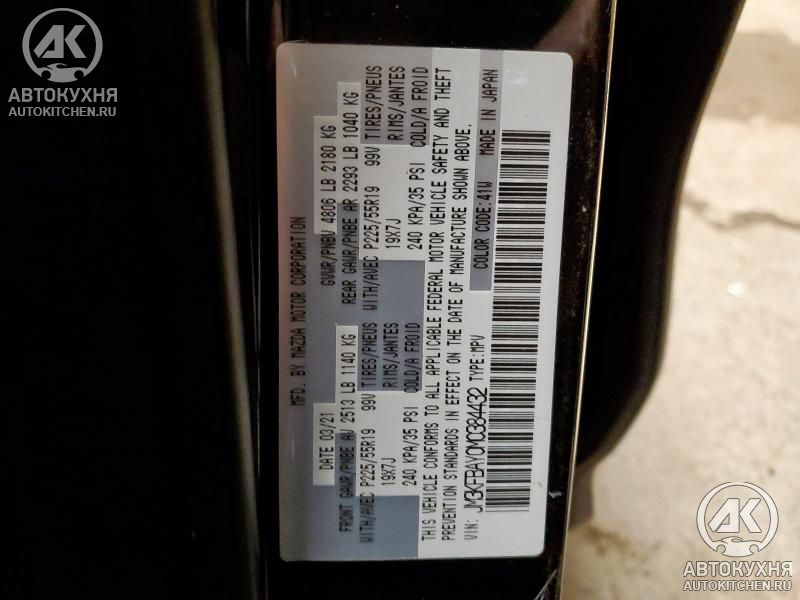 AK
АВТОКУХНЯ
AUTOKITCHEN.RU
MFD. BY MAZDA MOTOR CORPORATION
DATE 03/21 GVWR/PNBV 4806 LB 2180 KG
FRONT GAWR/PNBE AV 2513 LB 1140 KG REAR GAWR/PNBE AR 2293 LB 1040 KG
WITH/AVEC P225/55R19 99V TIRES/PNEUS WITH/AVEC P225/55R19 99V TIRES/PNEUS
19X7J RIMS/JANTES 19X7J RIMS/JANTES
240 KPA/35 PSI COLD/A FROID 240 KPA/35 PSI COLD/A FROID
THIS VEHICLE CONFORMS TO ALL APPLICABLE FEDERAL MOTOR VEHICLE SAFETY AND THEFT
PREVENTION STANDARDS IN EFFECT ON THE DATE OF MANUFACTURE SHOWN ABOVE.
VIN: JM3KFBAY0M0384432 TYPE:MPV COLOR CODE:41W MADE IN JAPAN
AK
АВТОКУХНЯ
AUTOKITCHEN.RU